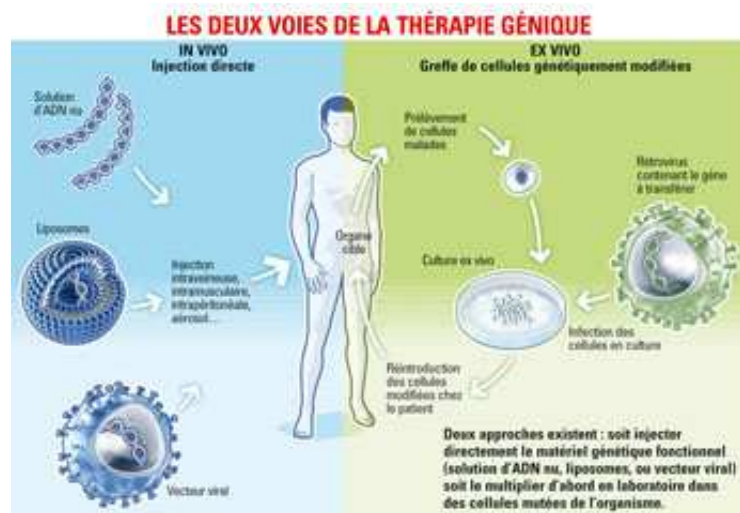 LES DEUX VOIES DE LA THÉRAPIE GÉNIQUE
IN VIVO
Injection directe
EX VIVO
Greffe de cellules génétiquement modifiées
Solution
d'ADN nu
Liposomes
Injection
intraveineuse,
intramusculaire,
intrapéritonéale,
aérosol...
Vecteur viral
Organe
cible
Prélèvement
de cellules
malades
Rétrovirus
contenant le gène
à transférer
Culture ex vivo
Infection des
cellules en culture
Réintroduction
des cellules
modifiées chez
le patient
Deux approches existent : soit injecter
directement le matériel génétique fonctionnel
(solution d'ADN nu, liposomes, ou vecteur viral)
soit le multiplier d'abord en laboratoire dans
des cellules mutées de l'organisme.